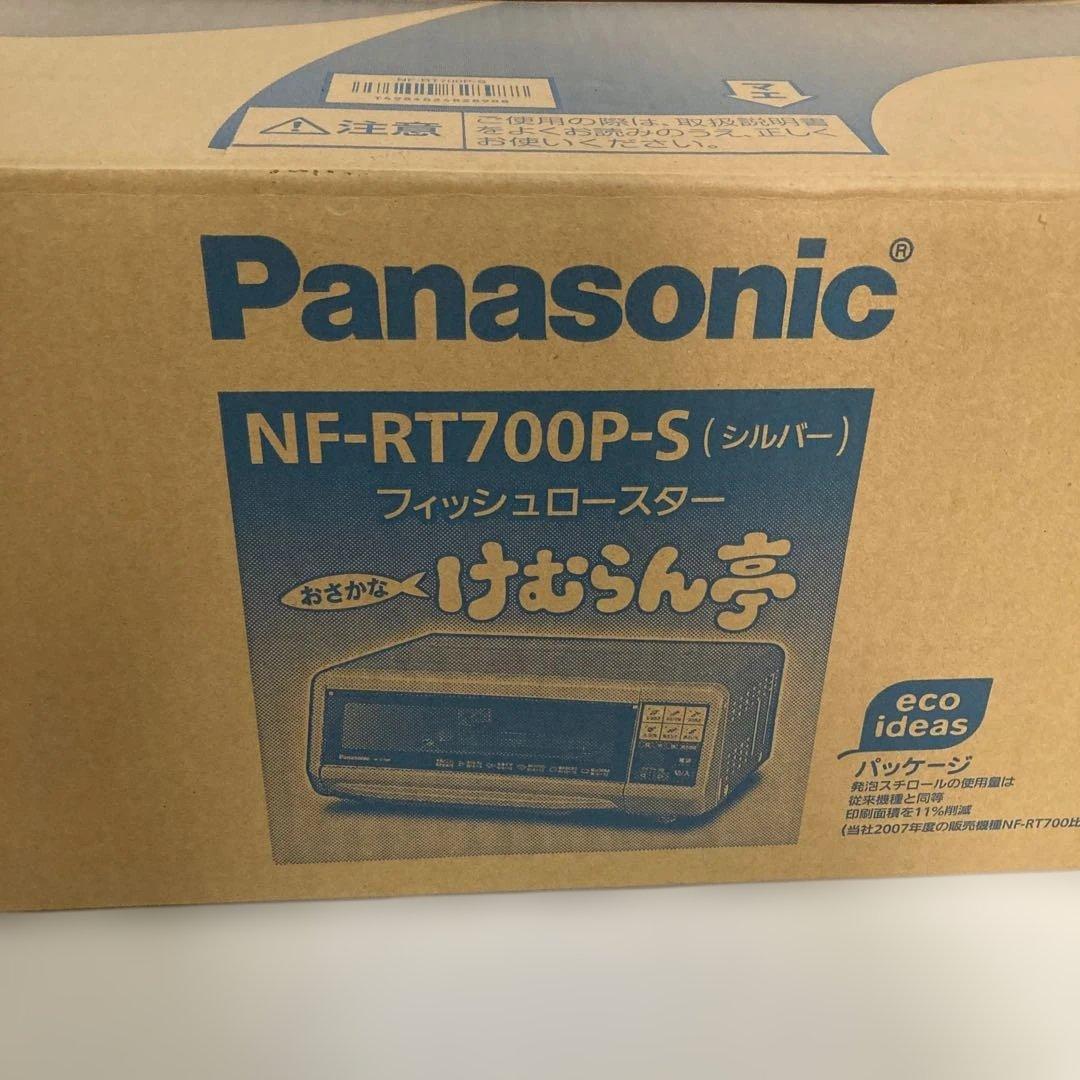 NF-RT700P-S
マエ
注意
ご使用の際は、取扱説明書
をよくお読みのうえ、正しく
お使いください。
Panasonic®
NF-RT700P-S (シルバー)
フィッシュロースター
おさかな けむらん亭
Panasonic
eco
ideas
パッケージ
発泡スチロールの使用量は
従来機種と同等
印刷面積を11%削減
(当社2007年度の販売機種NF-RT700比